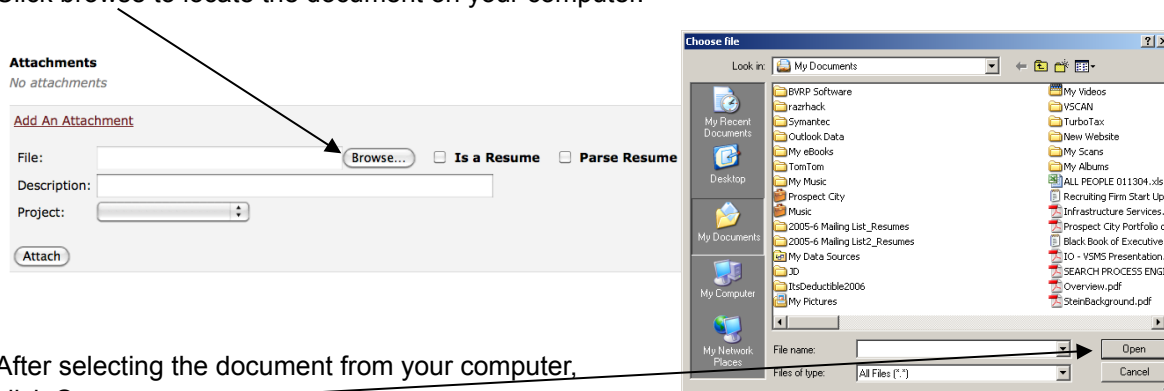 Click browse to locate the document on your computer.
Attachments
No attachments
Add An Attachment
File:
Browse...
Is a Resume
Parse Resume
Description:
Project:
Attach
Choose file
Look in:
My Documents
My Recent
Documents
Desktop
My Documents
My Computer
My Network
Places
BVRP Software
razrhack
Symantec
Outlook Data
My eBooks
TomTom
My Music
Prospect City
Music
2005-6 Mailing List_Resumes
2005-6 Mailing List2_Resumes
My Data Sources
JD
ItsDeductible2006
My Pictures
My Videos
VSCAN
TurboTax
New Website
My Scans
My Albums
ALL PEOPLE 011304.xls
Recruiting Firm Start Up
Infrastructure Services.
Prospect City Portfolio
Black Book of Executive
IO - VSMS Presentation.
SEARCH PROCESS ENGI
Overview.pdf
SteinBackground.pdf
File name:
Open
Files of type:
All Files (*.*)
Cancel
After selecting the document from your computer,